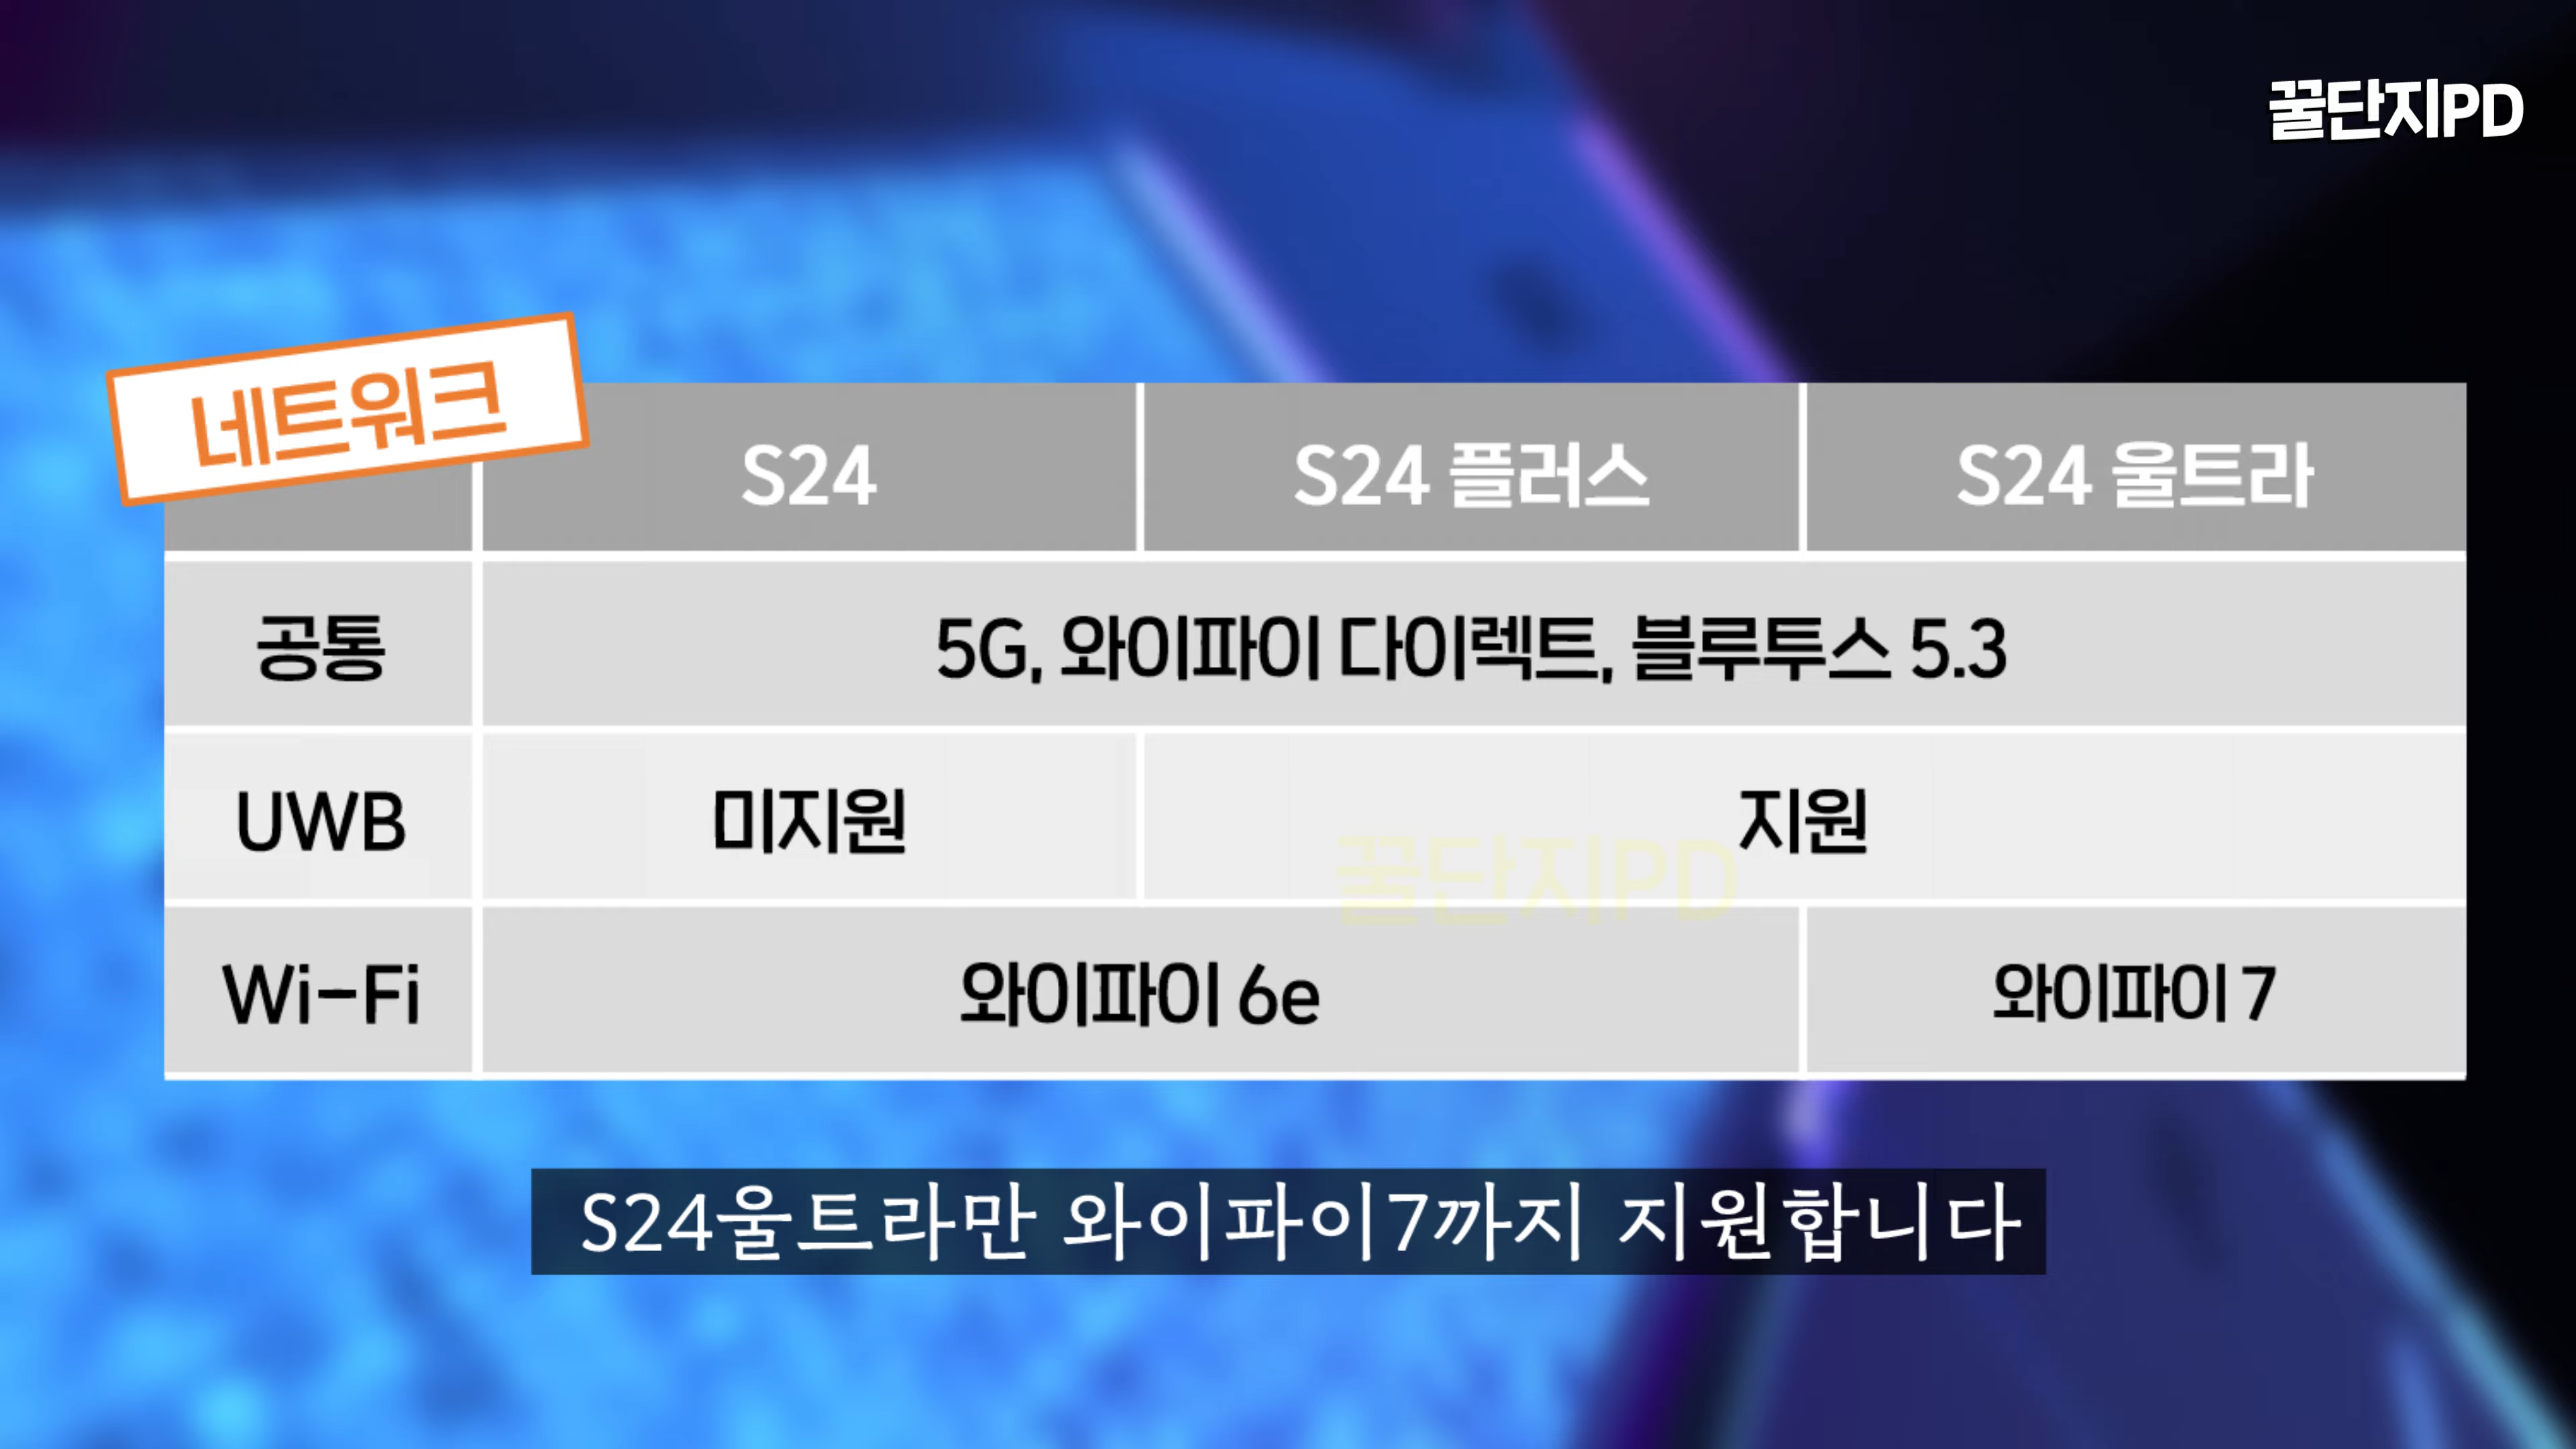 꿀단지PD
네트워크
S24 S24 플러스 S24 울트라
공통 5G, 와이파이 다이렉트, 블루투스 5.3
UWB 미지원 지원
꿀단지PD
Wi-Fi 와이파이 6e 와이파이 7
S24울트라만 와이파이7까지 지원합니다